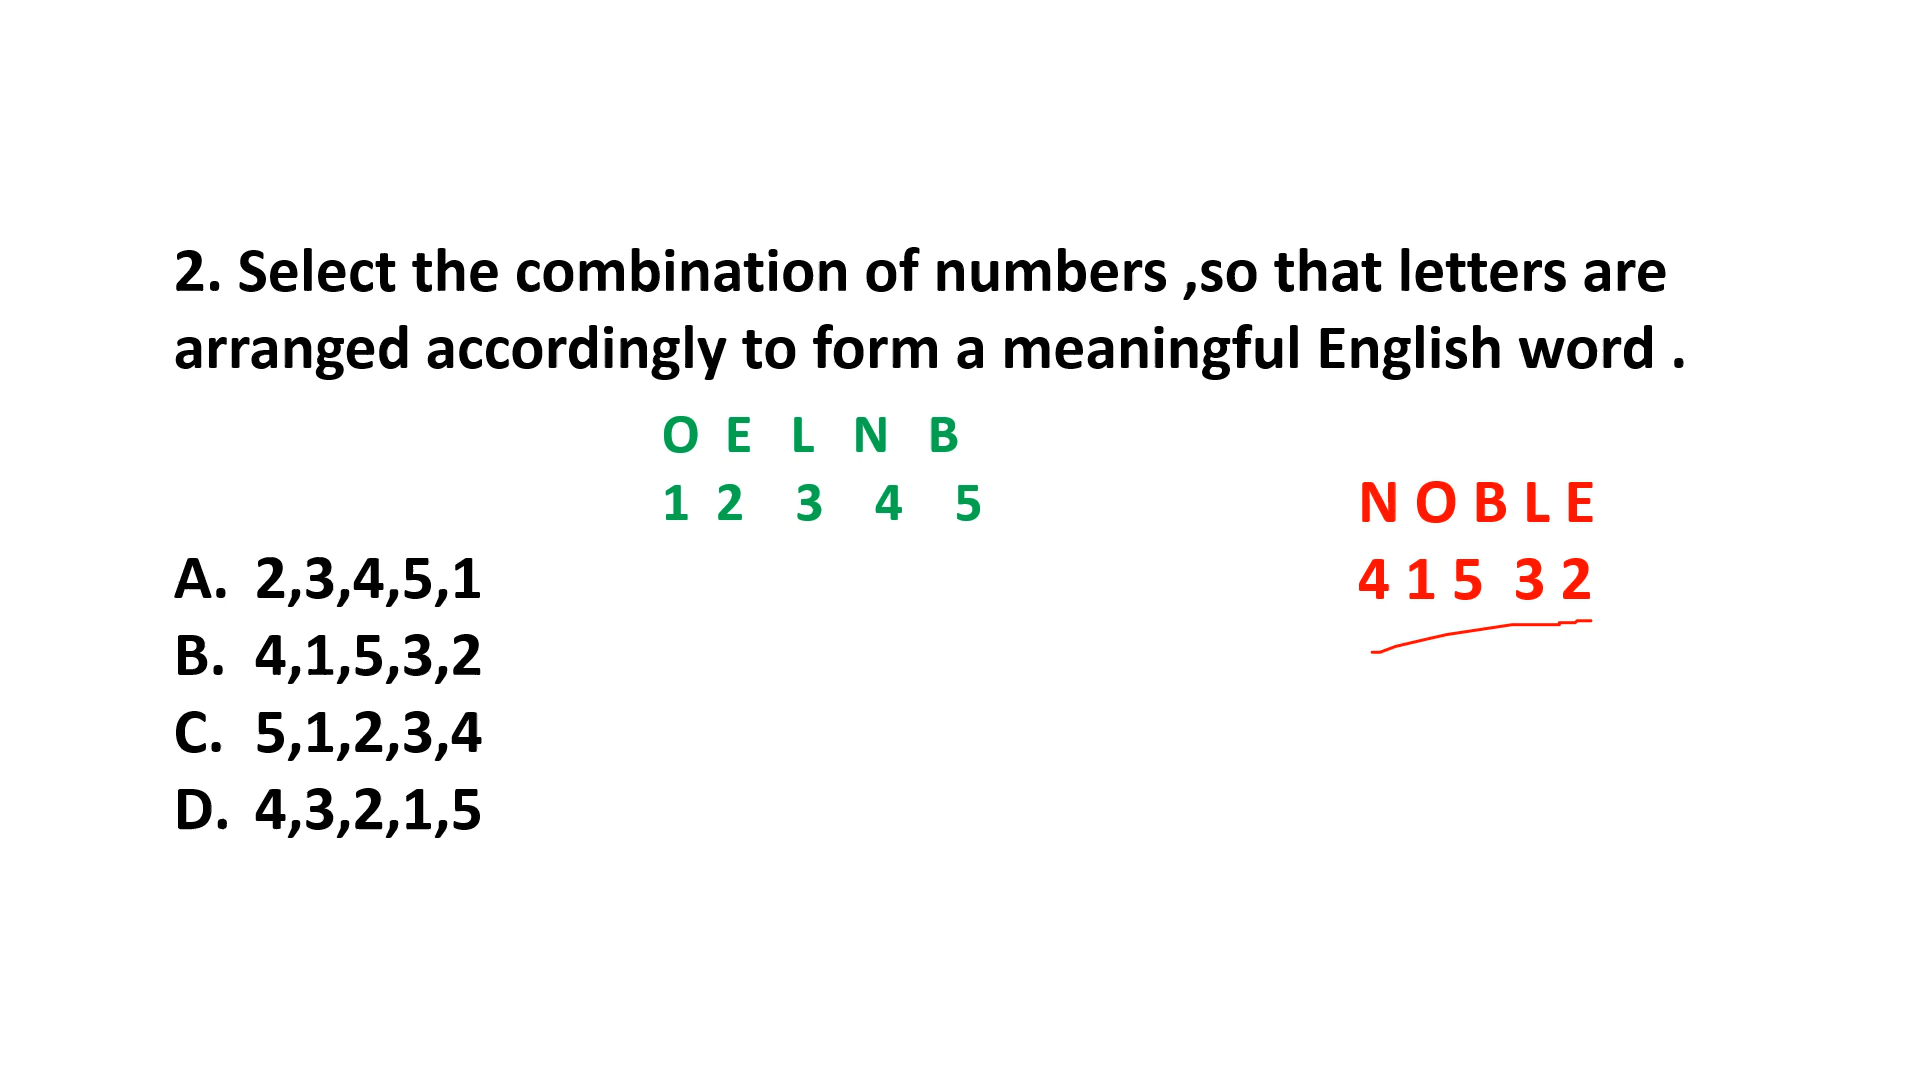 2. Select the combination of numbers ,so that letters are
arranged accordingly to form a meaningful English word .
O E L N B
1 2 3 4 5
N O B L E
4 1 5 3 2
A. 2,3,4,5,1
B. 4,1,5,3,2
C. 5,1,2,3,4
D. 4,3,2,1,5